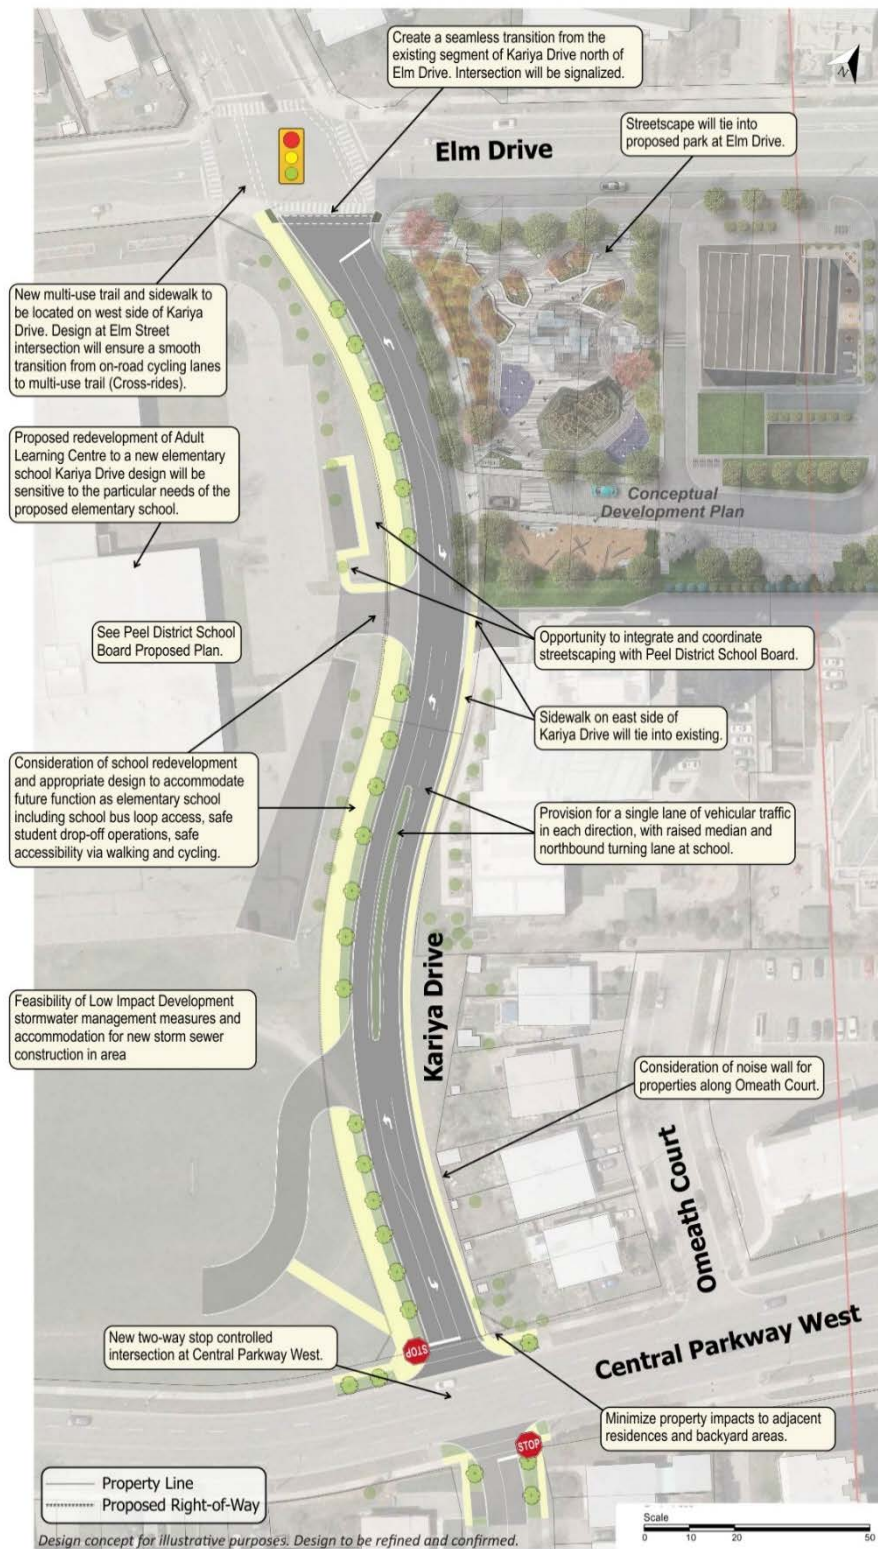 Create a seamless transition from the
existing segment of Kariya Drive north of
Elm Drive. Intersection will be signalized.
N
Elm Drive
Streetscape will tie into
proposed park at Elm Drive.
New multi-use trail and sidewalk to
be located on west side of Kariya
Drive. Design at Elm Street
intersection will ensure a smooth
transition from on-road cycling lanes
to multi-use trail (Cross-rides).
Proposed redevelopment of Adult
Learning Centre to a new elementary
school Kariya Drive design will be
sensitive to the particular needs of the
proposed elementary school.
Conceptual
Development Plan
See Peel District School
Board Proposed Plan.
Opportunity to integrate and coordinate
streetscaping with Peel District School Board.
Sidewalk on east side of
Kariya Drive will tie into existing.
Consideration of school redevelopment
and appropriate design to accommodate
future function as elementary school
including school bus loop access, safe
student drop-off operations, safe
accessibility via walking and cycling.
Provision for a single lane of vehicular traffic
in each direction, with raised median and
northbound turning lane at school.
Kariya Drive
Feasibility of Low Impact Development
stormwater management measures and
accommodation for new storm sewer
construction in area
Consideration of noise wall for
properties along Omeath Court.
Omeath Court
New two-way stop controlled
intersection at Central Parkway West.
STOP
Central Parkway West
Minimize property impacts to adjacent
residences and backyard areas.
STOP
Property Line
Proposed Right-of-Way
Scale
0 10 20 50
Design concept for illustrative purposes. Design to be refined and confirmed.